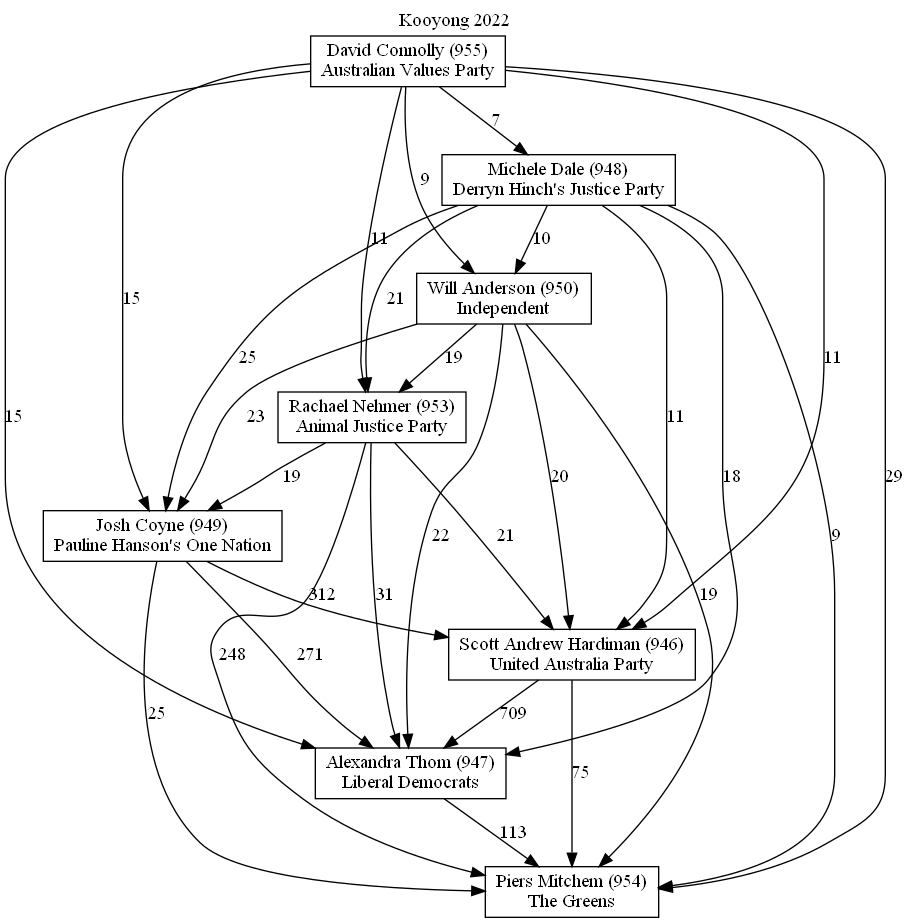 Kooyong 2022
David Connolly (955)
Australian Values Party
7
Michele Dale (948)
Derryn Hinch's Justice Party
9
11
10
Will Anderson (950)
Independent
15
21
25
19
23
15
11
Rachael Nehmer (953)
Animal Justice Party
19
20
11
18
29
Josh Coyne (949)
Pauline Hanson's One Nation
22
21
9
312
31
19
Scott Andrew Hardiman (946)
United Australia Party
248
271
25
709
Alexandra Thom (947)
Liberal Democrats
75
113
Piers Mitchem (954)
The Greens